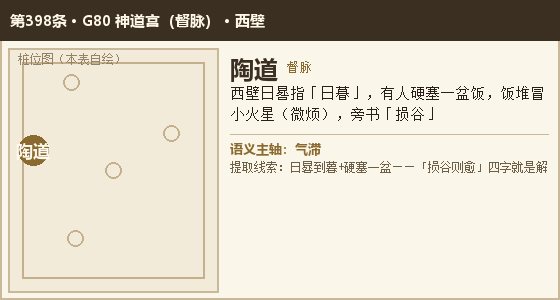 第398条·G80 神道宫（督脉）·西壁
桩位图（本表自绘）
陶道
陶道 督脉
西壁日晷指「日暮」，有人硬塞一盆饭，饭堆冒
小火星（微烦），旁书「损谷」
语义主轴：气滞
提取线索：日晷到暮+硬塞一盆——「损谷则愈」四字就是解